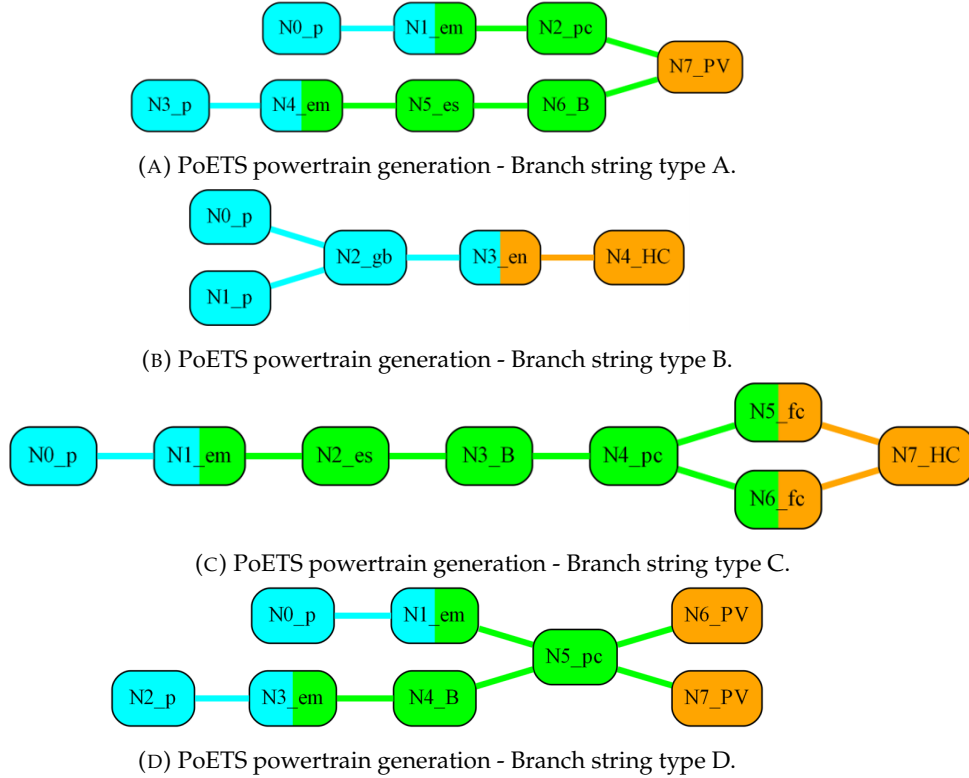 N0_p N1_em N2_pc
N7_PV
N3_p N4_em N5_es N6_B
(A) PoETS powertrain generation - Branch string type A.
N0_p
N2_gb N3_en N4_HC
N1_p
(B) PoETS powertrain generation - Branch string type B.
N5_fc
N0_p N1_em N2_es N3_B N4_pc N7_HC
N6_fc
(C) PoETS powertrain generation - Branch string type C.
N0_p N1_em N6_PV
N5_pc
N2_p N3_em N4_B N7_PV
(D) PoETS powertrain generation - Branch string type D.